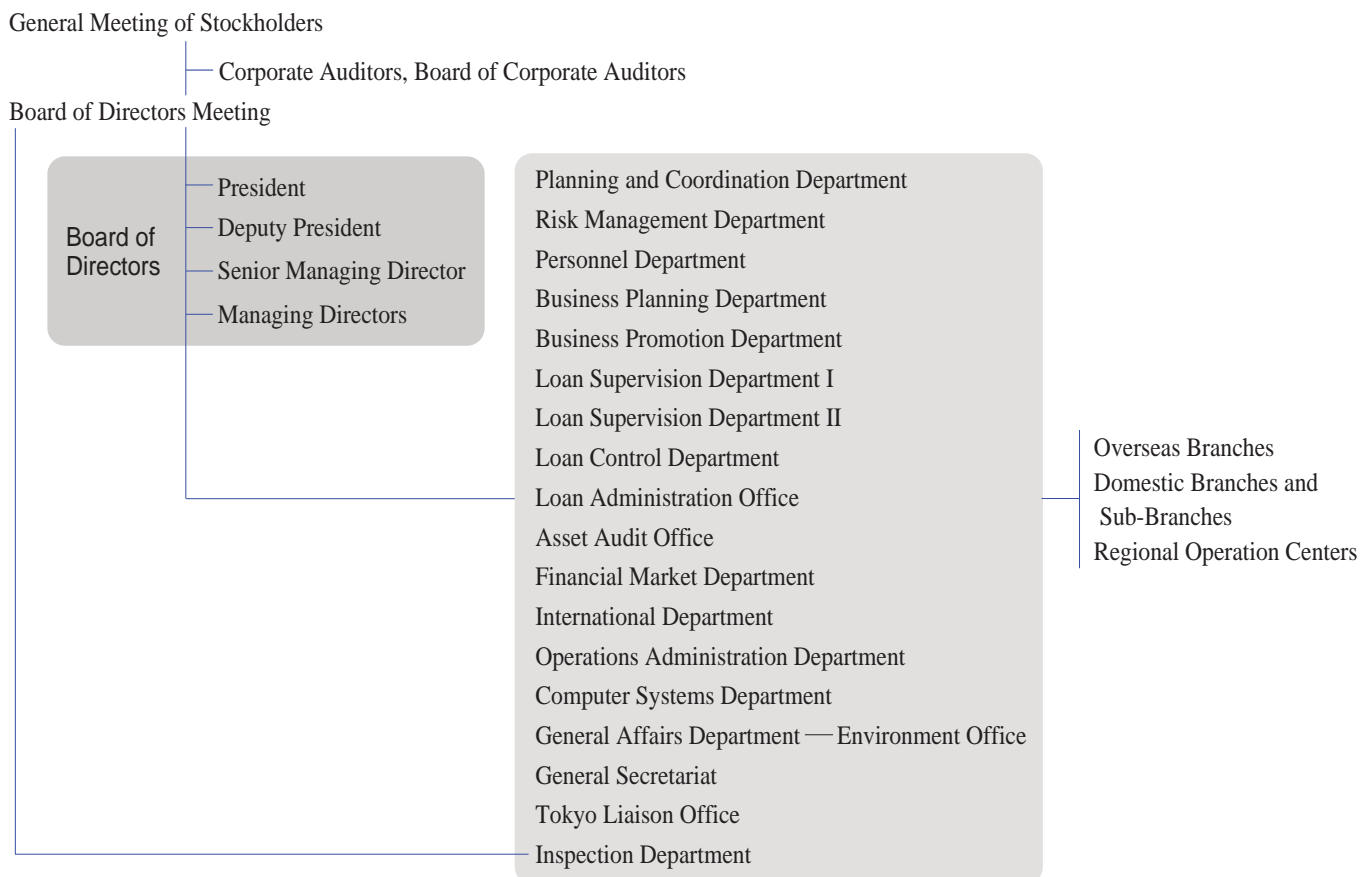 General Meeting of Stockholders
Corporate Auditors, Board of Corporate Auditors
Board of Directors Meeting
Board of
Directors
President
Deputy President
Senior Managing Director
Managing Directors
Planning and Coordination Department
Risk Management Department
Personnel Department
Business Planning Department
Business Promotion Department
Loan Supervision Department I
Loan Supervision Department II
Loan Control Department
Loan Administration Office
Asset Audit Office
Financial Market Department
International Department
Operations Administration Department
Computer Systems Department
General Affairs Department — Environment Office
General Secretariat
Tokyo Liaison Office
Inspection Department
Overseas Branches
Domestic Branches and
Sub-Branches
Regional Operation Centers